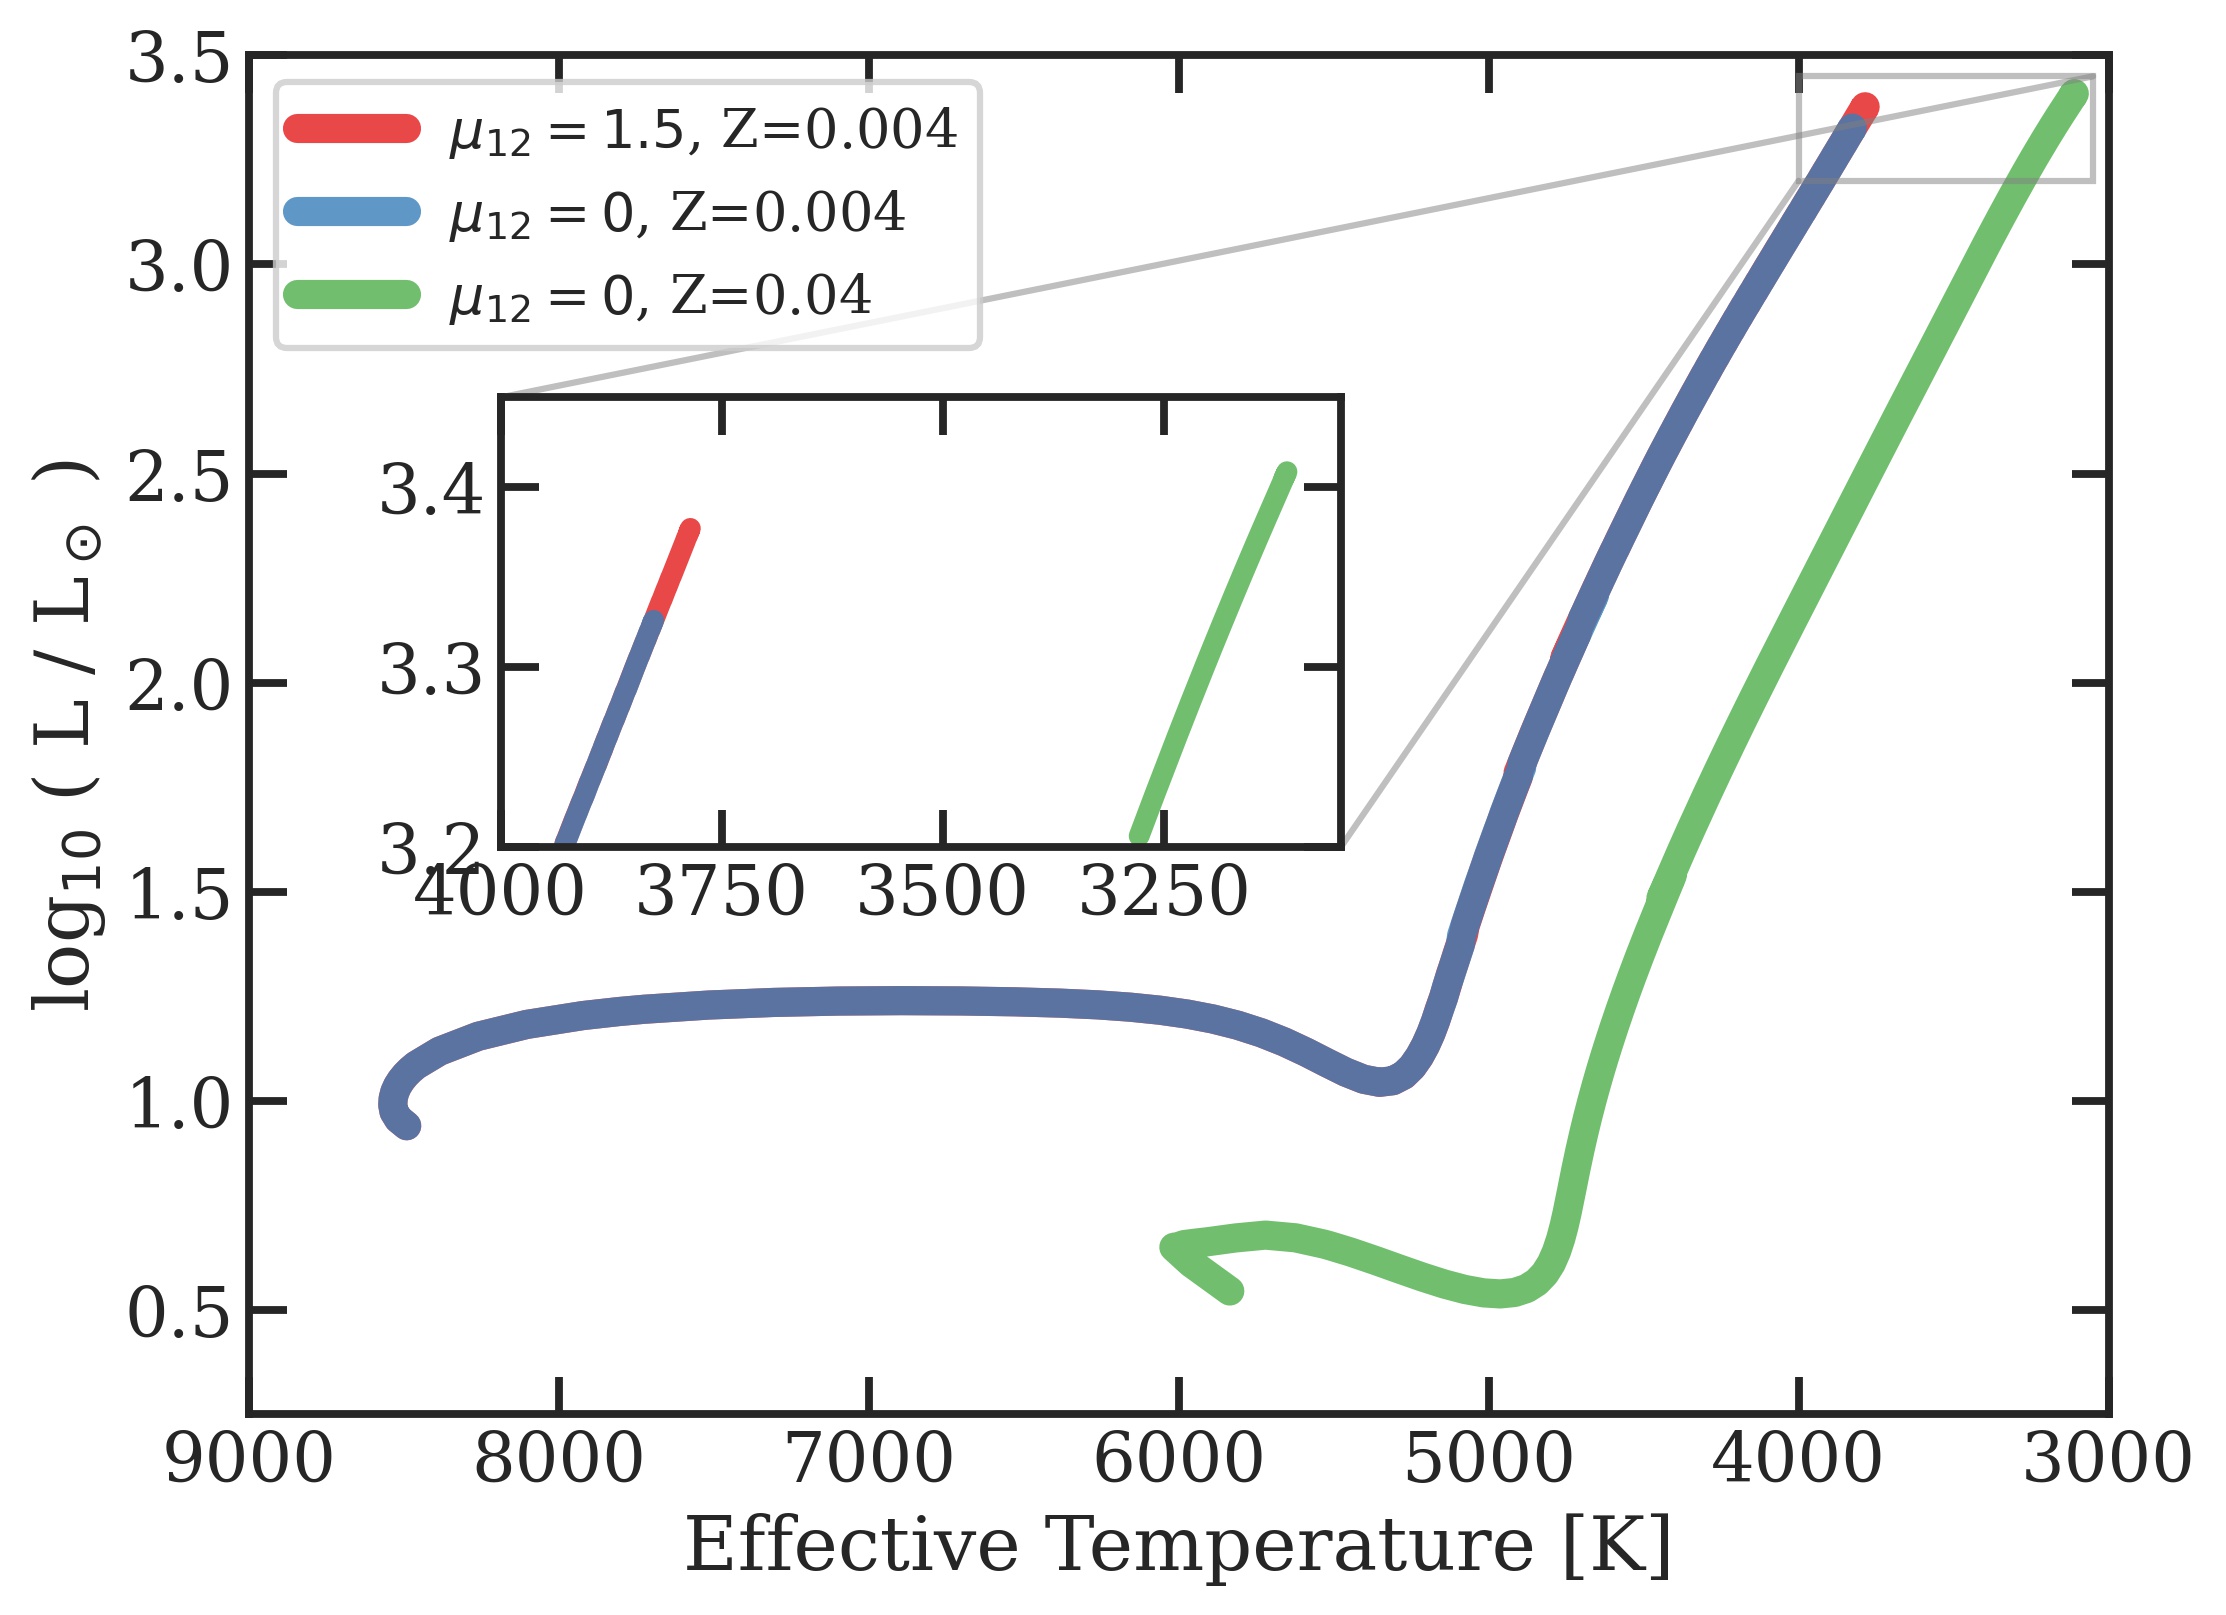 3.5
3.0
2.5
2.0
1.5
1.0
0.5
log₁₀ ( L / L⊙ )
μ₁₂ = 1.5, Z=0.004
μ₁₂ = 0, Z=0.004
μ₁₂ = 0, Z=0.04
3.4
3.3
3.2
4000 3750 3500 3250
9000 8000 7000 6000 5000 4000 3000
Effective Temperature [K]